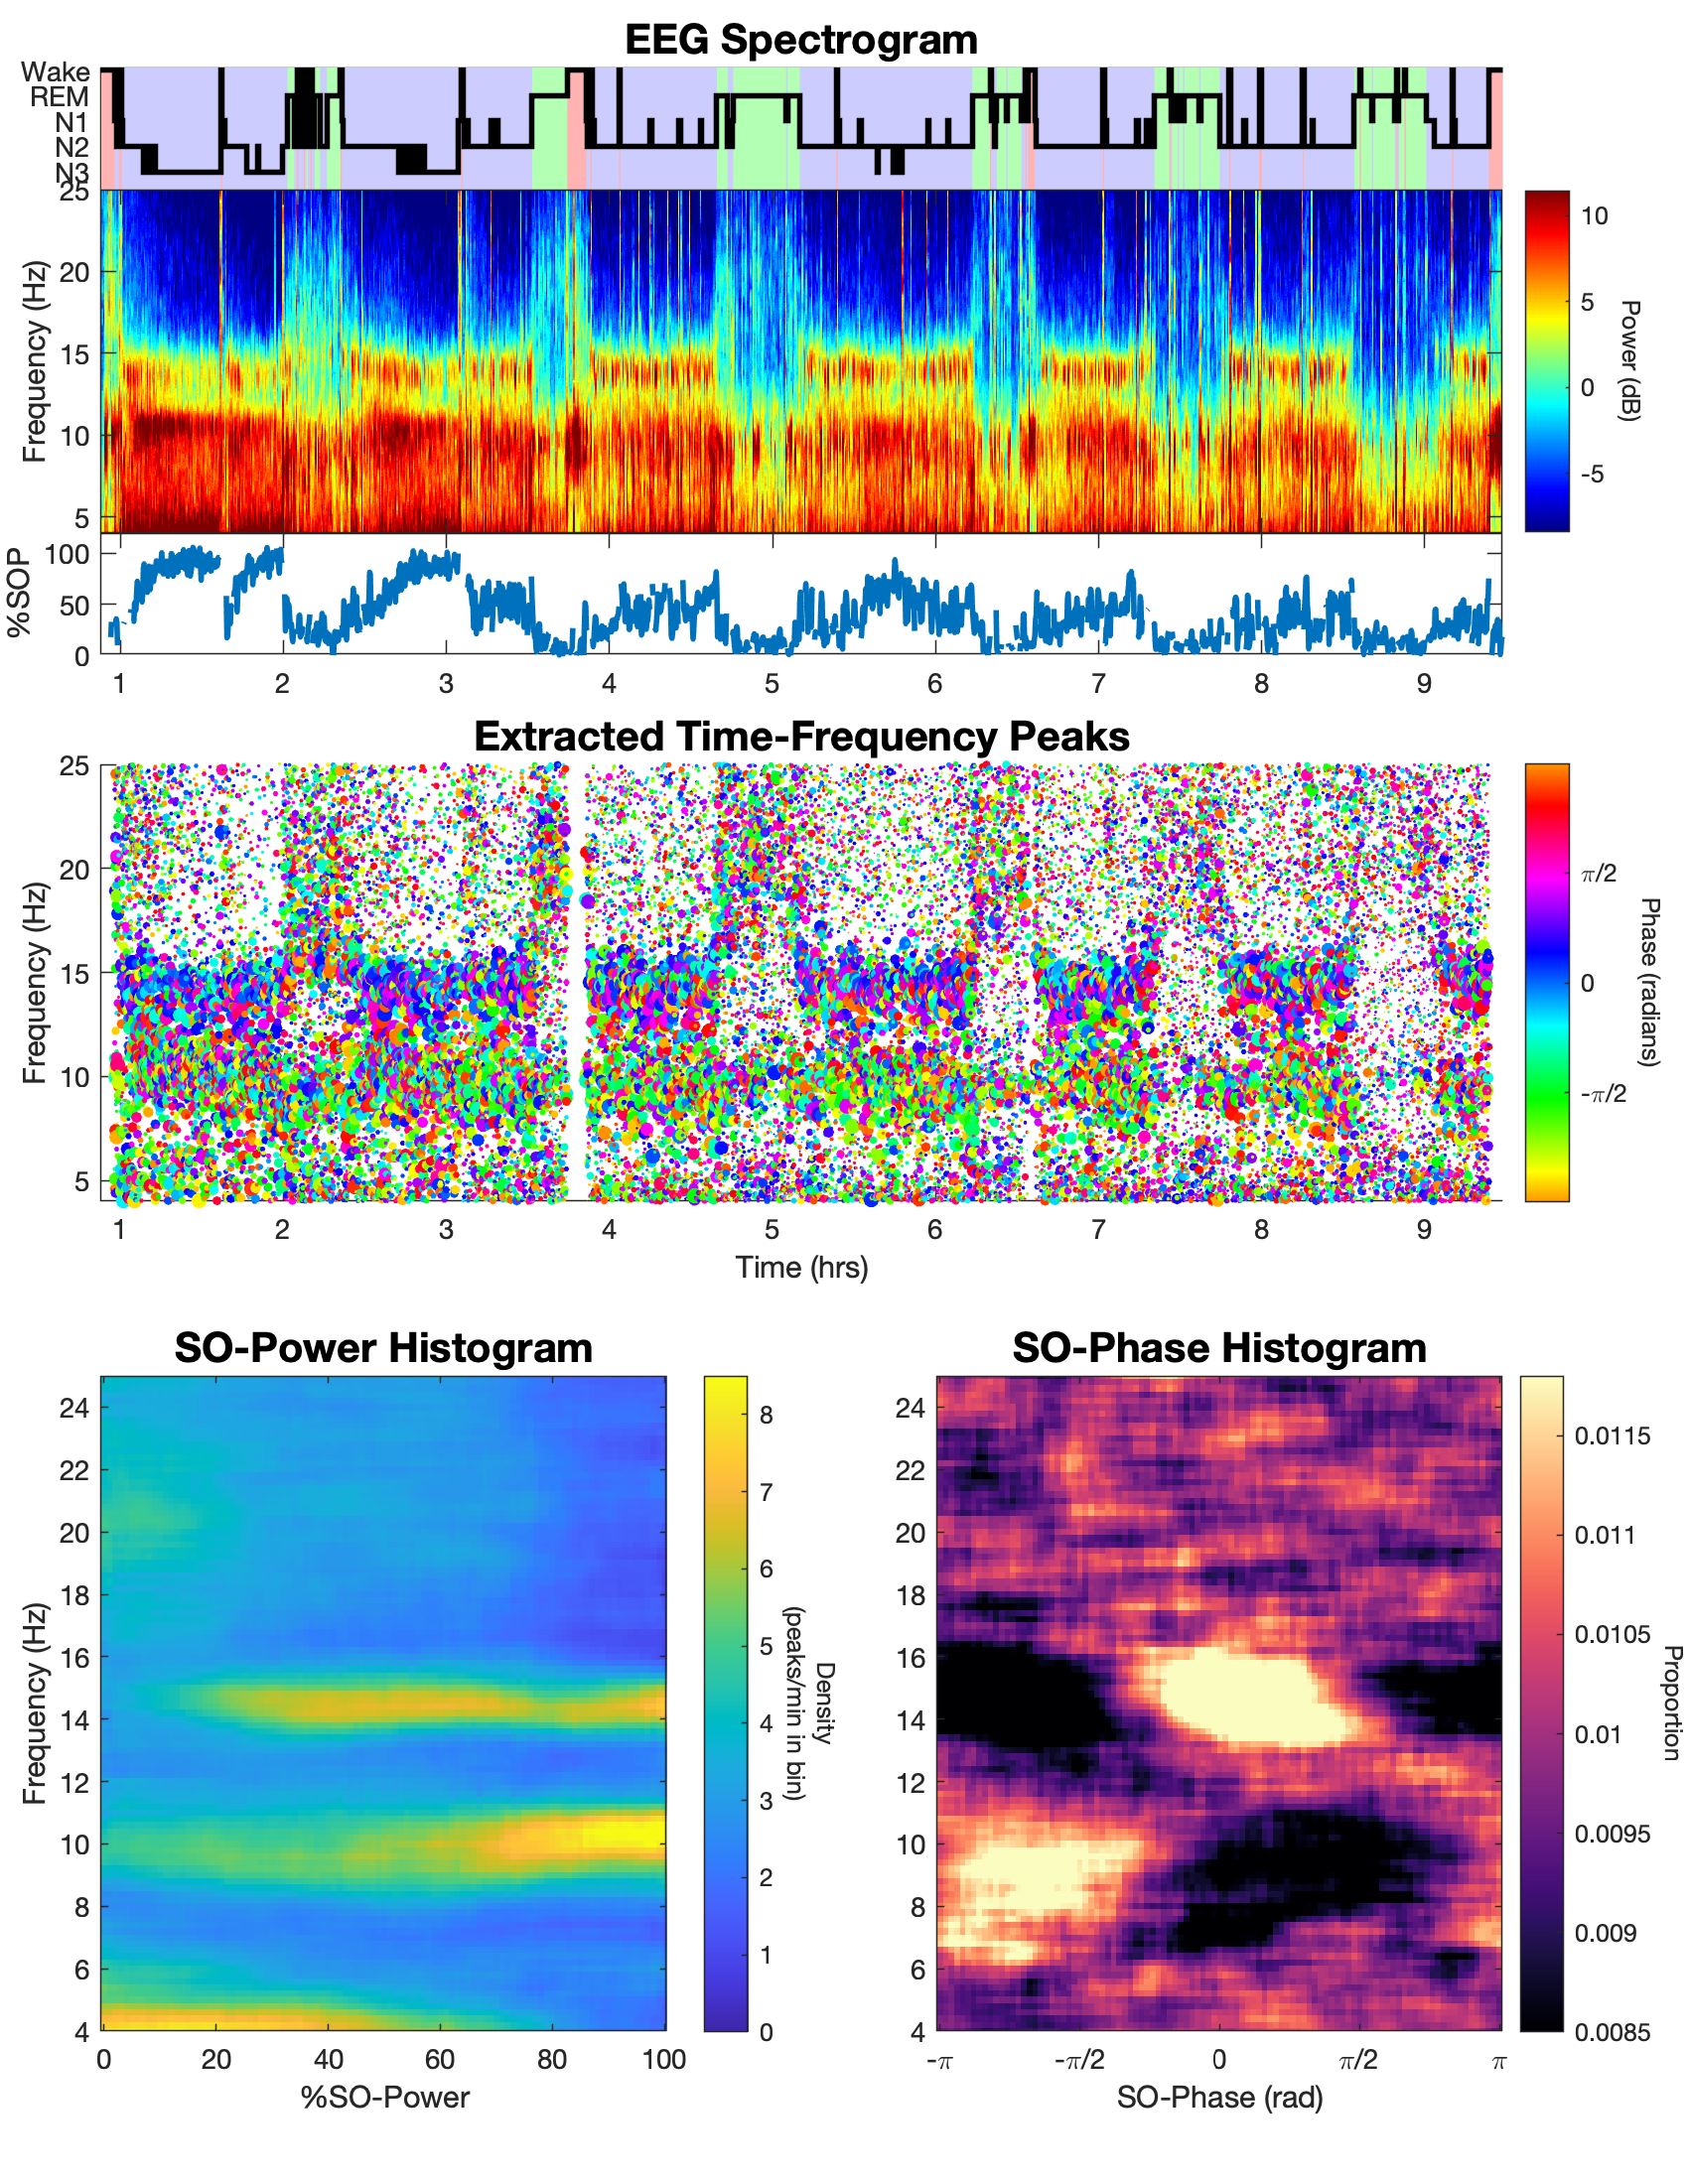 EEG Spectrogram
Wake
REM
N1
N2
N3
25
20
15
10
5
Frequency (Hz)
10
5
0
-5
Power (dB)
100
50
0
%SOP
1 2 3 4 5 6 7 8 9
Extracted Time-Frequency Peaks
25
20
15
10
5
Frequency (Hz)
π/2
0
-π/2
Phase (radians)
1 2 3 4 5 6 7 8 9
Time (hrs)
SO-Power Histogram
24
22
20
18
16
14
12
10
8
6
4
Frequency (Hz)
0 20 40 60 80 100
%SO-Power
8
7
6
5
4
3
2
1
0
Density
(peaks/min in bin)
SO-Phase Histogram
24
22
20
18
16
14
12
10
8
6
4
-π -π/2 0 π/2 π
SO-Phase (rad)
0.0115
0.011
0.0105
0.01
0.0095
0.009
0.0085
Proportion